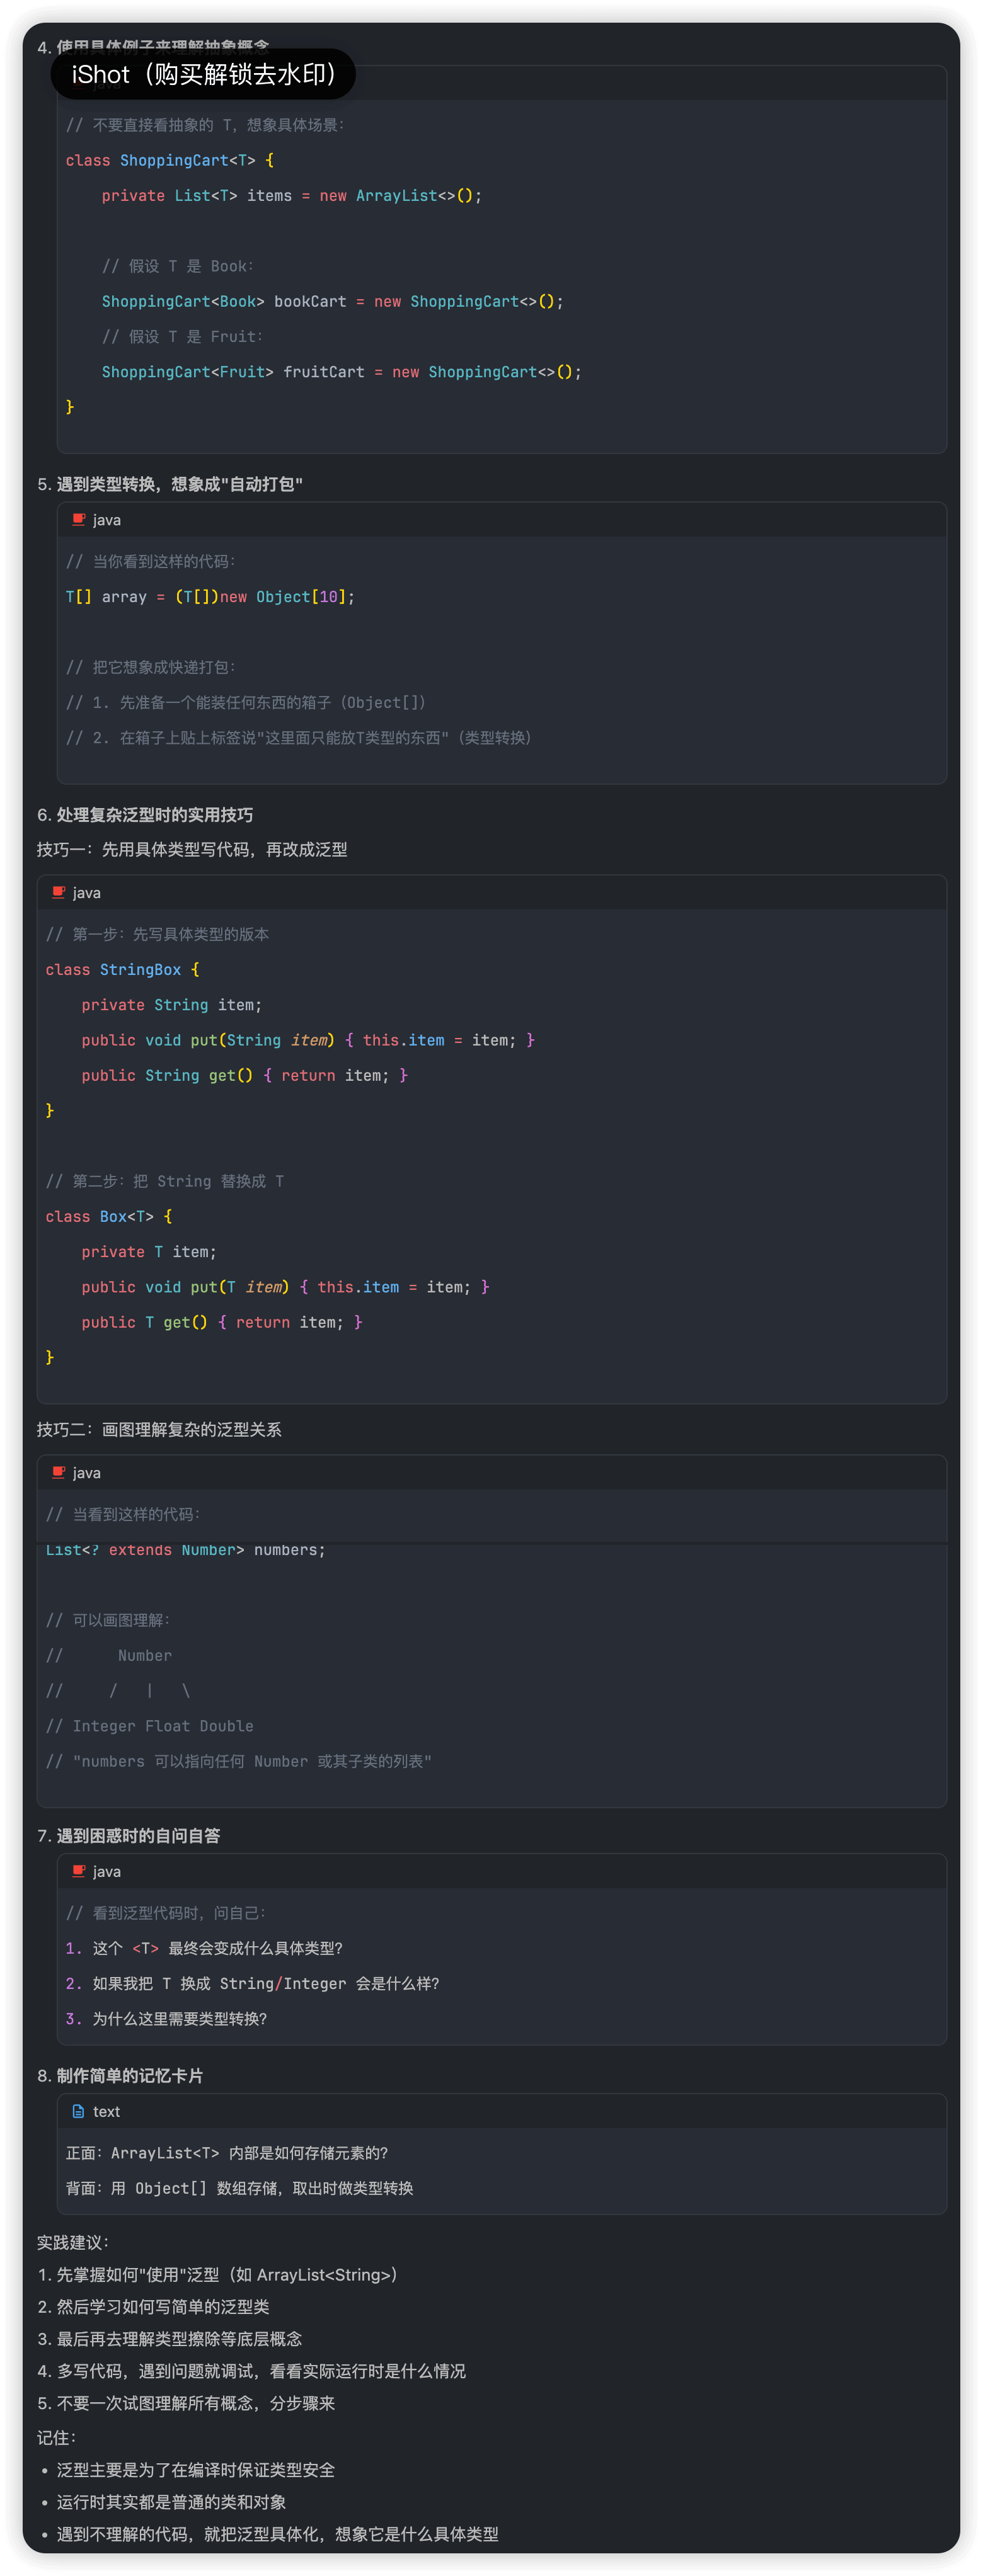 4. 使用具体例子来理解抽象概念
iShot（购买解锁去水印）
java
// 不要直接看抽象的 T，想象具体场景：
class ShoppingCart<T> {
    private List<T> items = new ArrayList<>();
    // 假设 T 是 Book：
    ShoppingCart<Book> bookCart = new ShoppingCart<>();
    // 假设 T 是 Fruit：
    ShoppingCart<Fruit> fruitCart = new ShoppingCart<>();
}
5. 遇到类型转换，想象成"自动打包"
java
// 当你看到这样的代码：
T[] array = (T[])new Object[10];
// 把它想象成快递打包：
// 1. 先准备一个能装任何东西的箱子（Object[]）
// 2. 在箱子上贴上标签说"这里面只能放T类型的东西"（类型转换）
6. 处理复杂泛型时的实用技巧
技巧一：先用具体类型写代码，再改成泛型
java
// 第一步：先写具体类型的版本
class StringBox {
    private String item;
    public void put(String item) { this.item = item; }
    public String get() { return item; }
}
// 第二步：把 String 替换成 T
class Box<T> {
    private T item;
    public void put(T item) { this.item = item; }
    public T get() { return item; }
}
技巧二：画图理解复杂的泛型关系
java
// 当看到这样的代码：
List<? extends Number> numbers;
// 可以画图理解：
//      Number
//     /   |   \
// Integer Float Double
// "numbers 可以指向任何 Number 或其子类的列表"
7. 遇到困惑时的自问自答
java
// 看到泛型代码时，问自己：
1. 这个 <T> 最终会变成什么具体类型？
2. 如果我把 T 换成 String/Integer 会是什么样？
3. 为什么这里需要类型转换？
8. 制作简单的记忆卡片
text
正面：ArrayList<T> 内部是如何存储元素的？
背面：用 Object[] 数组存储，取出时做类型转换
实践建议：
1. 先掌握如何"使用"泛型（如 ArrayList<String>）
2. 然后学习如何写简单的泛型类
3. 最后再去理解类型擦除等底层概念
4. 多写代码，遇到问题就调试，看看实际运行时是什么情况
5. 不要一次试图理解所有概念，分步骤来
记住：
• 泛型主要是为了在编译时保证类型安全
• 运行时其实都是普通的类和对象
• 遇到不理解的代码，就把泛型具体化，想象它是什么具体类型